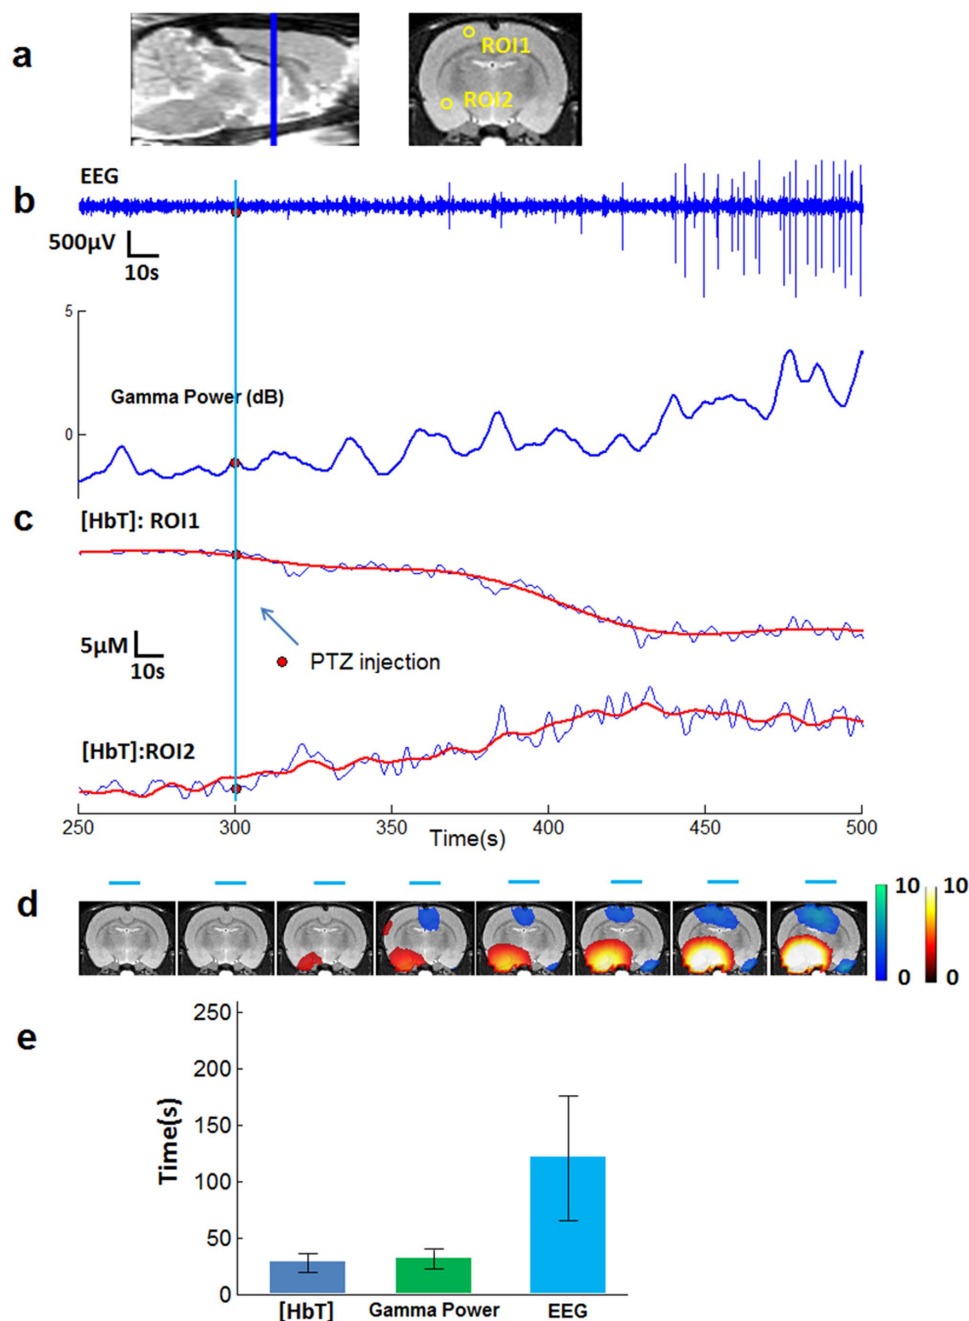 a
ROI1
ROI2
b
EEG
500µV
10s
5
Gamma Power (dB)
0
c
[HbT]: ROI1
5µM
10s
PTZ injection
[HbT]:ROI2
250 300 350 400 450 500
Time(s)
d
10 10
0 0
e
250
200
150
100
50
0
Time(s)
[HbT] Gamma Power EEG